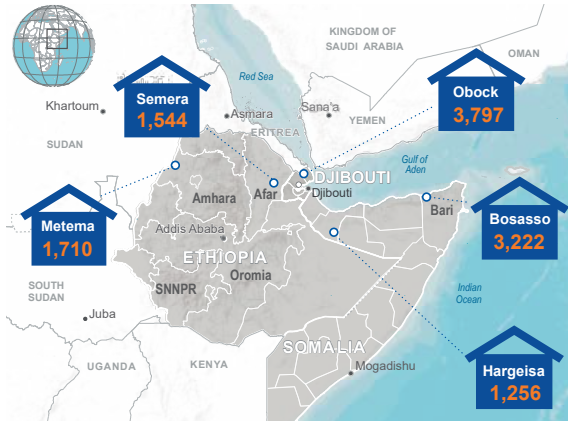 KINGDOM OF
SAUDI ARABIA
OMAN
Red Sea
Semera
1,544
Obock
3,797
Khartoum
Asmara
Sana'a
ERITREA
YEMEN
SUDAN
Gulf of
Aden
DJIBOUTI
Djibouti
Amhara
Afar
Bari
Metema
1,710
Bosasso
3,222
Addis Ababa
ETHIOPIA
Oromia
SNNPR
Indian
Ocean
SOUTH
SUDAN
Juba
SOMALIA
UGANDA
KENYA
Mogadishu
Hargeisa
1,256